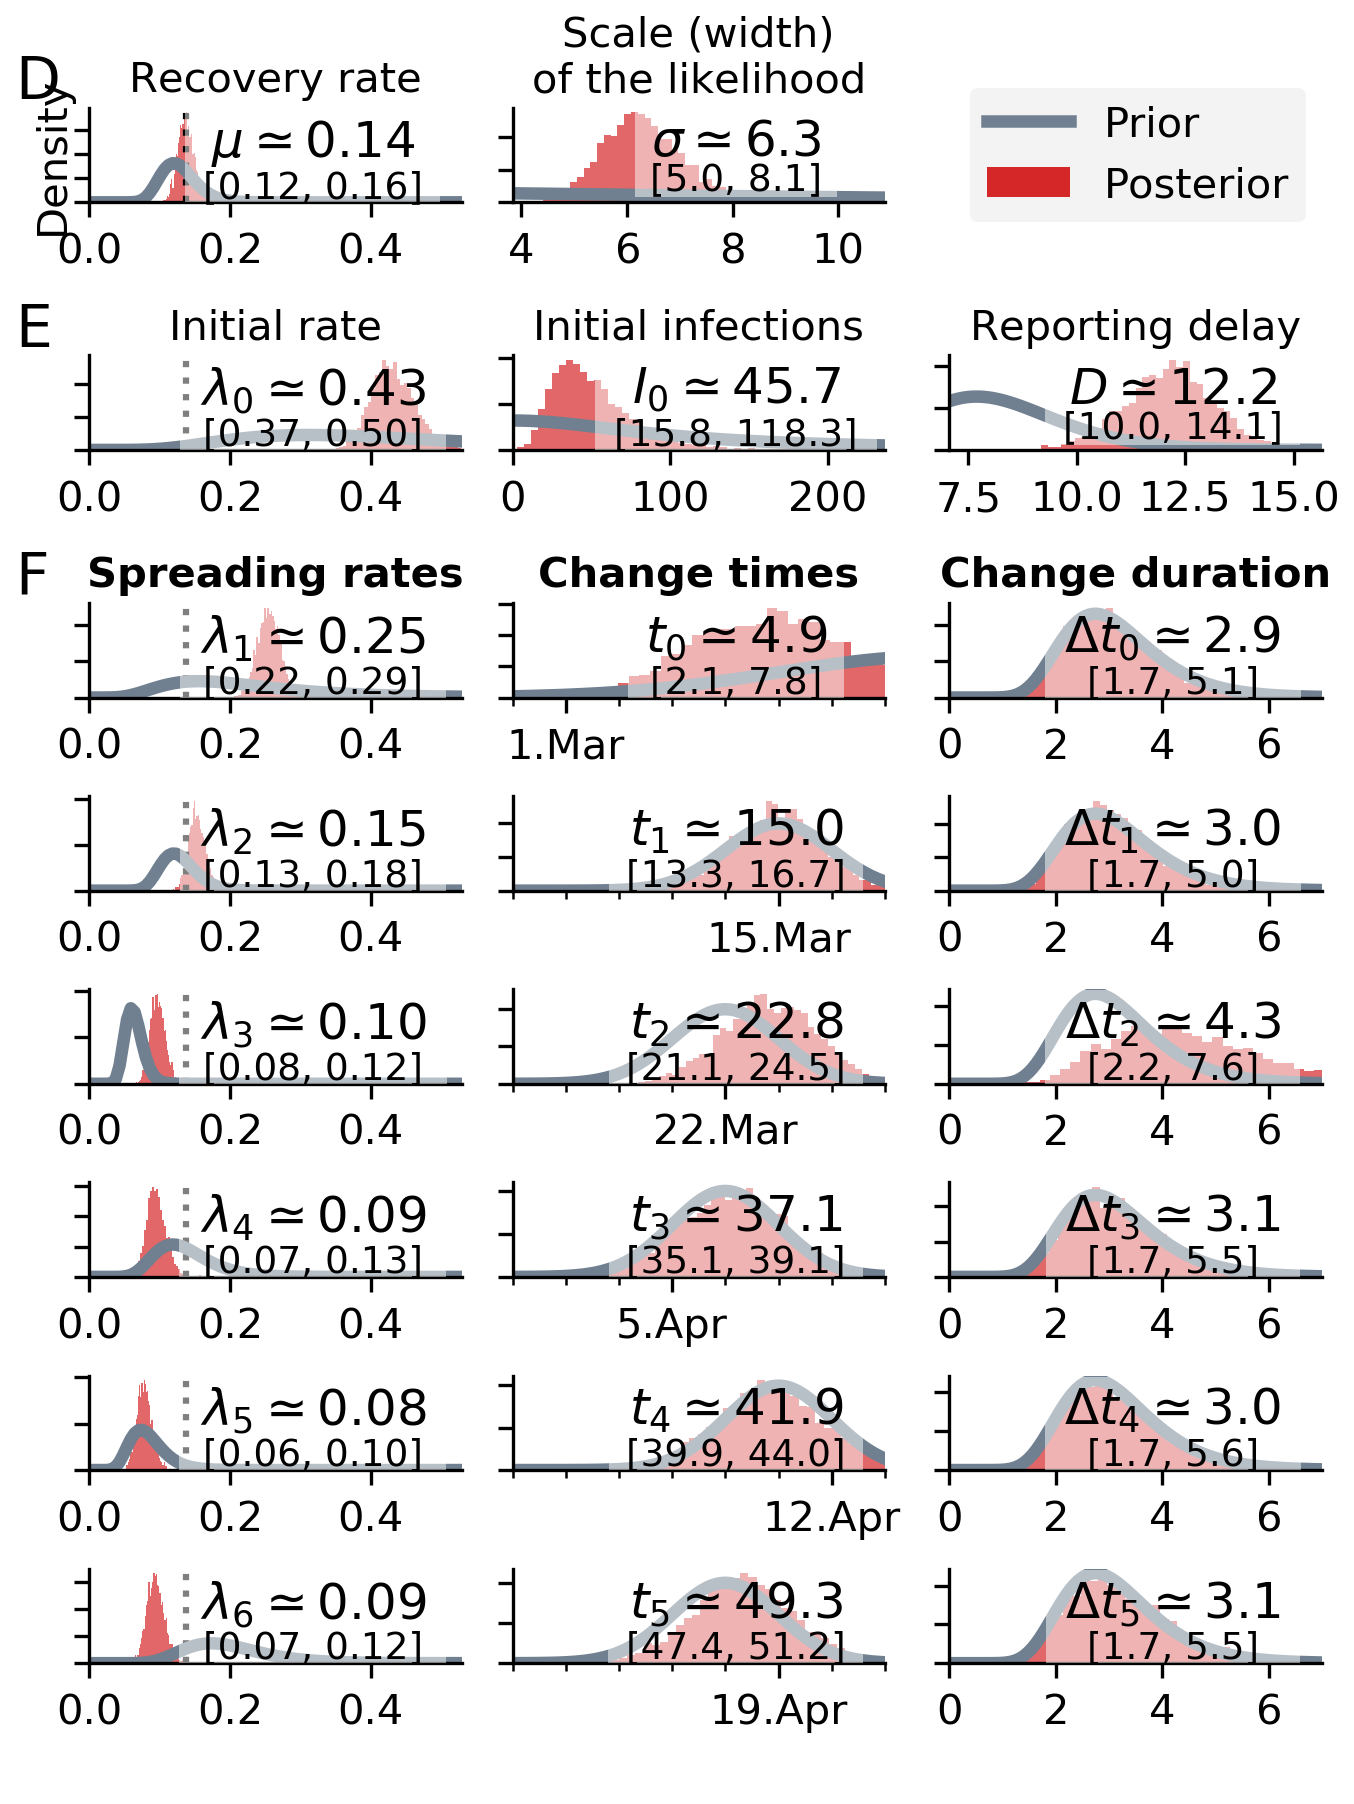 D
Recovery rate
Scale (width)
of the likelihood
Density
μ ≃ 0.14
[0.12, 0.16]
0.0 0.2 0.4
σ ≃ 6.3
[5.0, 8.1]
4 6 8 10
Prior
Posterior
E
Initial rate
λ0 ≃ 0.43
[0.37, 0.50]
0.0 0.2 0.4
Initial infections
I0 ≃ 45.7
[15.8, 118.3]
0 100 200
Reporting delay
D ≃ 12.2
[10.0, 14.1]
7.5 10.0 12.5 15.0
F
Spreading rates
Change times
Change duration
λ1 ≃ 0.25
[0.22, 0.29]
0.0 0.2 0.4
t0 ≃ 4.9
[2.1, 7.8]
1.Mar
Δt0 ≃ 2.9
[1.7, 5.1]
0 2 4 6
λ2 ≃ 0.15
[0.13, 0.18]
0.0 0.2 0.4
t1 ≃ 15.0
[13.3, 16.7]
15.Mar
Δt1 ≃ 3.0
[1.7, 5.0]
0 2 4 6
λ3 ≃ 0.10
[0.08, 0.12]
0.0 0.2 0.4
t2 ≃ 22.8
[21.1, 24.5]
22.Mar
Δt2 ≃ 4.3
[2.2, 7.6]
0 2 4 6
λ4 ≃ 0.09
[0.07, 0.13]
0.0 0.2 0.4
t3 ≃ 37.1
[35.1, 39.1]
5.Apr
Δt3 ≃ 3.1
[1.7, 5.5]
0 2 4 6
λ5 ≃ 0.08
[0.06, 0.10]
0.0 0.2 0.4
t4 ≃ 41.9
[39.9, 44.0]
12.Apr
Δt4 ≃ 3.0
[1.7, 5.6]
0 2 4 6
λ6 ≃ 0.09
[0.07, 0.12]
0.0 0.2 0.4
t5 ≃ 49.3
[47.4, 51.2]
19.Apr
Δt5 ≃ 3.1
[1.7, 5.5]
0 2 4 6